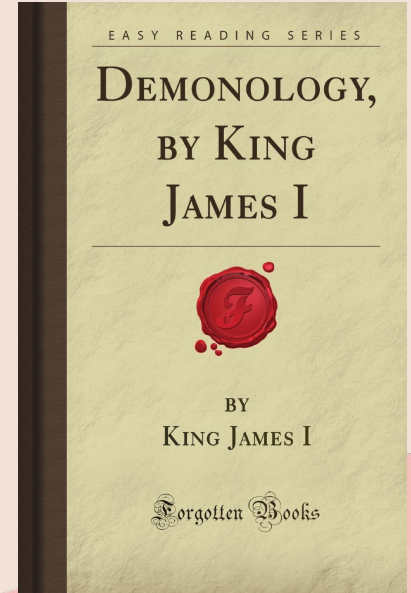 EASY READING SERIES
DEMONOLOGY,
BY KING
JAMES I
F
BY
KING JAMES I
Forgotten Books